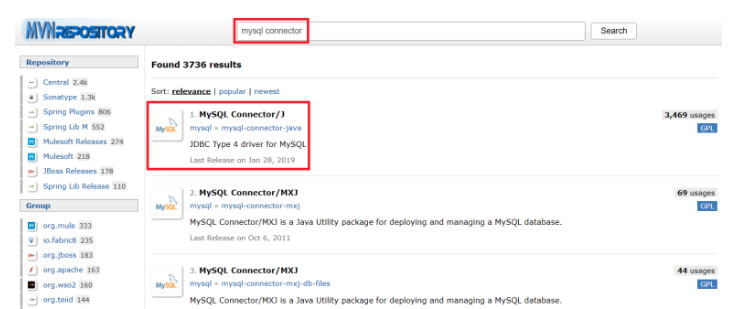 MVNREPOSITORY
mysql connector
Search
Repository
Central 2.4k
Sonatype 1.3k
Spring Plugins 806
Spring Lib M 552
Mulesoft Releases 274
Mulesoft 218
JBoss Releases 178
Spring Lib Release 110
Group
org.mule 333
io.fabric8 235
org.jboss 183
org.apache 163
org.wso2 160
org.teiid 144
Found 3736 results
Sort: relevance | popular | newest
MySQL
1. MySQL Connector/J
3,469 usages
mysql » mysql-connector-java
GPL
JDBC Type 4 driver for MySQL
Last Release on Jan 28, 2019
MySQL
2. MySQL Connector/MXJ
69 usages
mysql » mysql-connector-mxj
GPL
MySQL Connector/MXJ is a Java Utility package for deploying and managing a MySQL database.
Last Release on Oct 6, 2011
MySQL
3. MySQL Connector/MXJ
44 usages
mysql » mysql-connector-mxj-db-files
GPL
MySQL Connector/MXJ is a Java Utility package for deploying and managing a MySQL database.